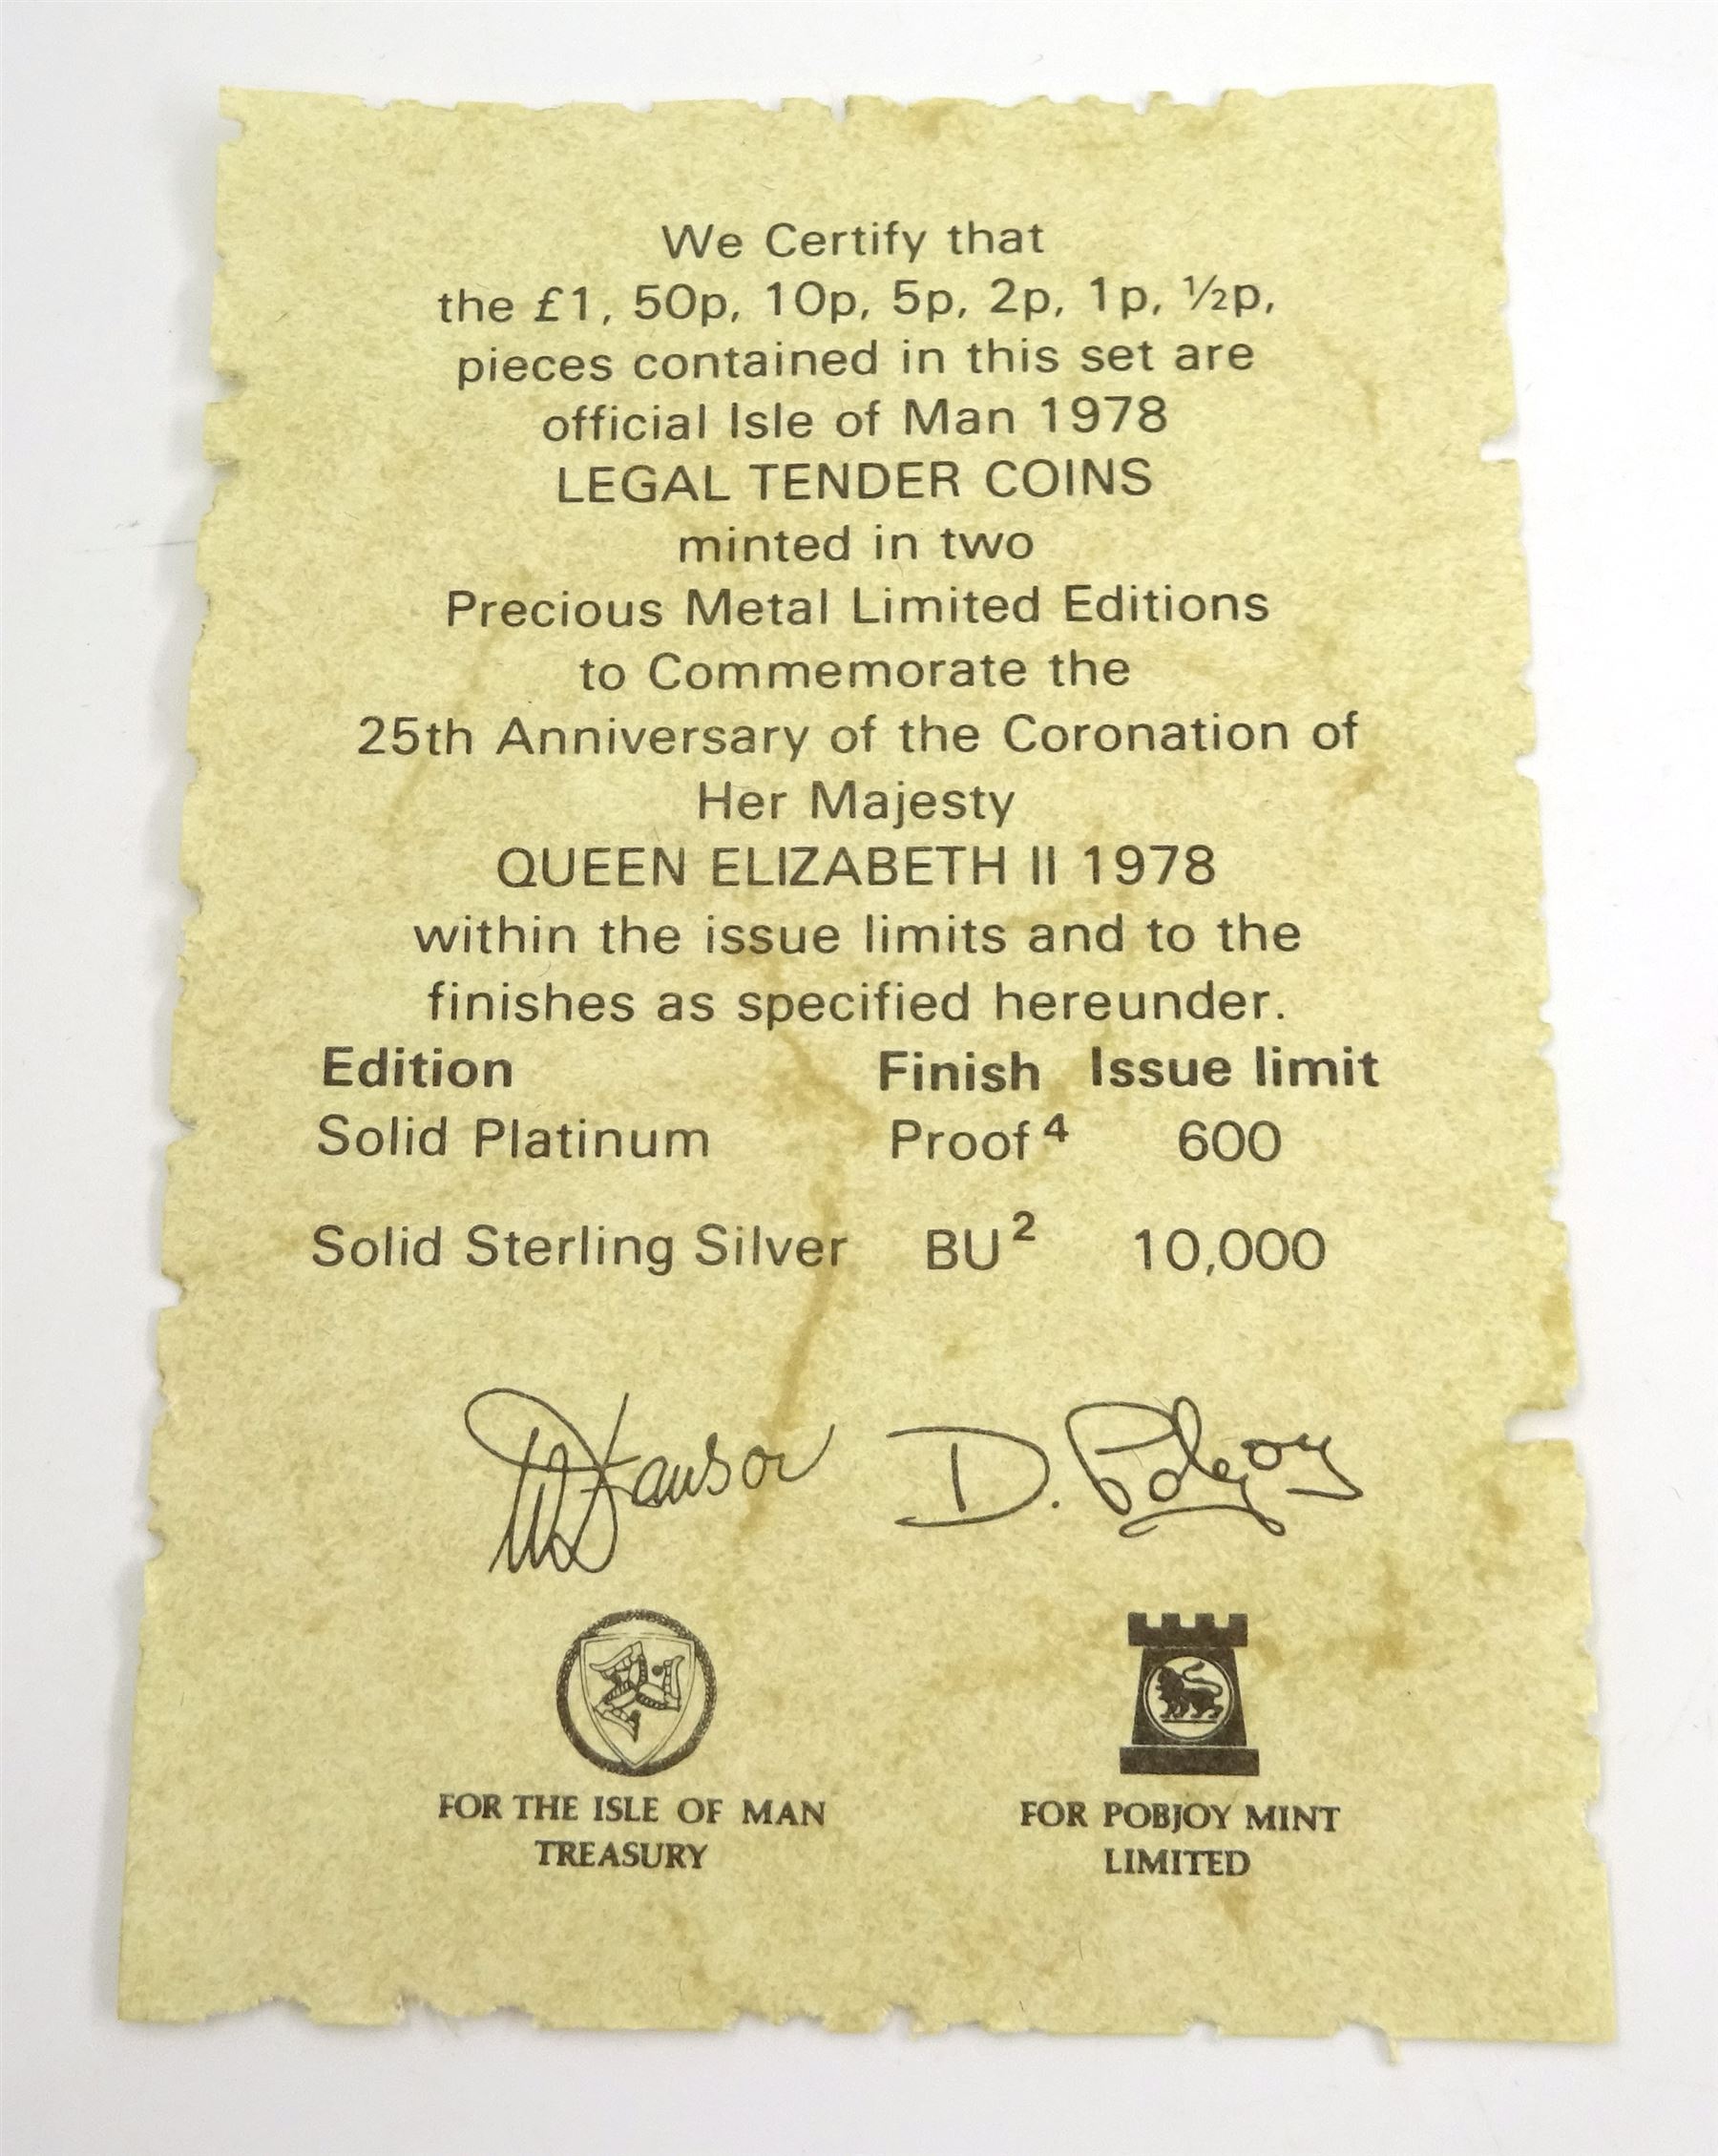 We Certify that
the £1, 50p, 10p, 5p, 2p, 1p, ½p,
pieces contained in this set are
official Isle of Man 1978
LEGAL TENDER COINS
minted in two
Precious Metal Limited Editions
to Commemorate the
25th Anniversary of the Coronation of
Her Majesty
QUEEN ELIZABETH II 1978
within the issue limits and to the
finishes as specified hereunder.
Edition Finish Issue limit
Solid Platinum Proof⁴ 600
Solid Sterling Silver BU² 10,000
D. Pobjoy
FOR THE ISLE OF MAN
TREASURY
FOR POBJOY MINT
LIMITED